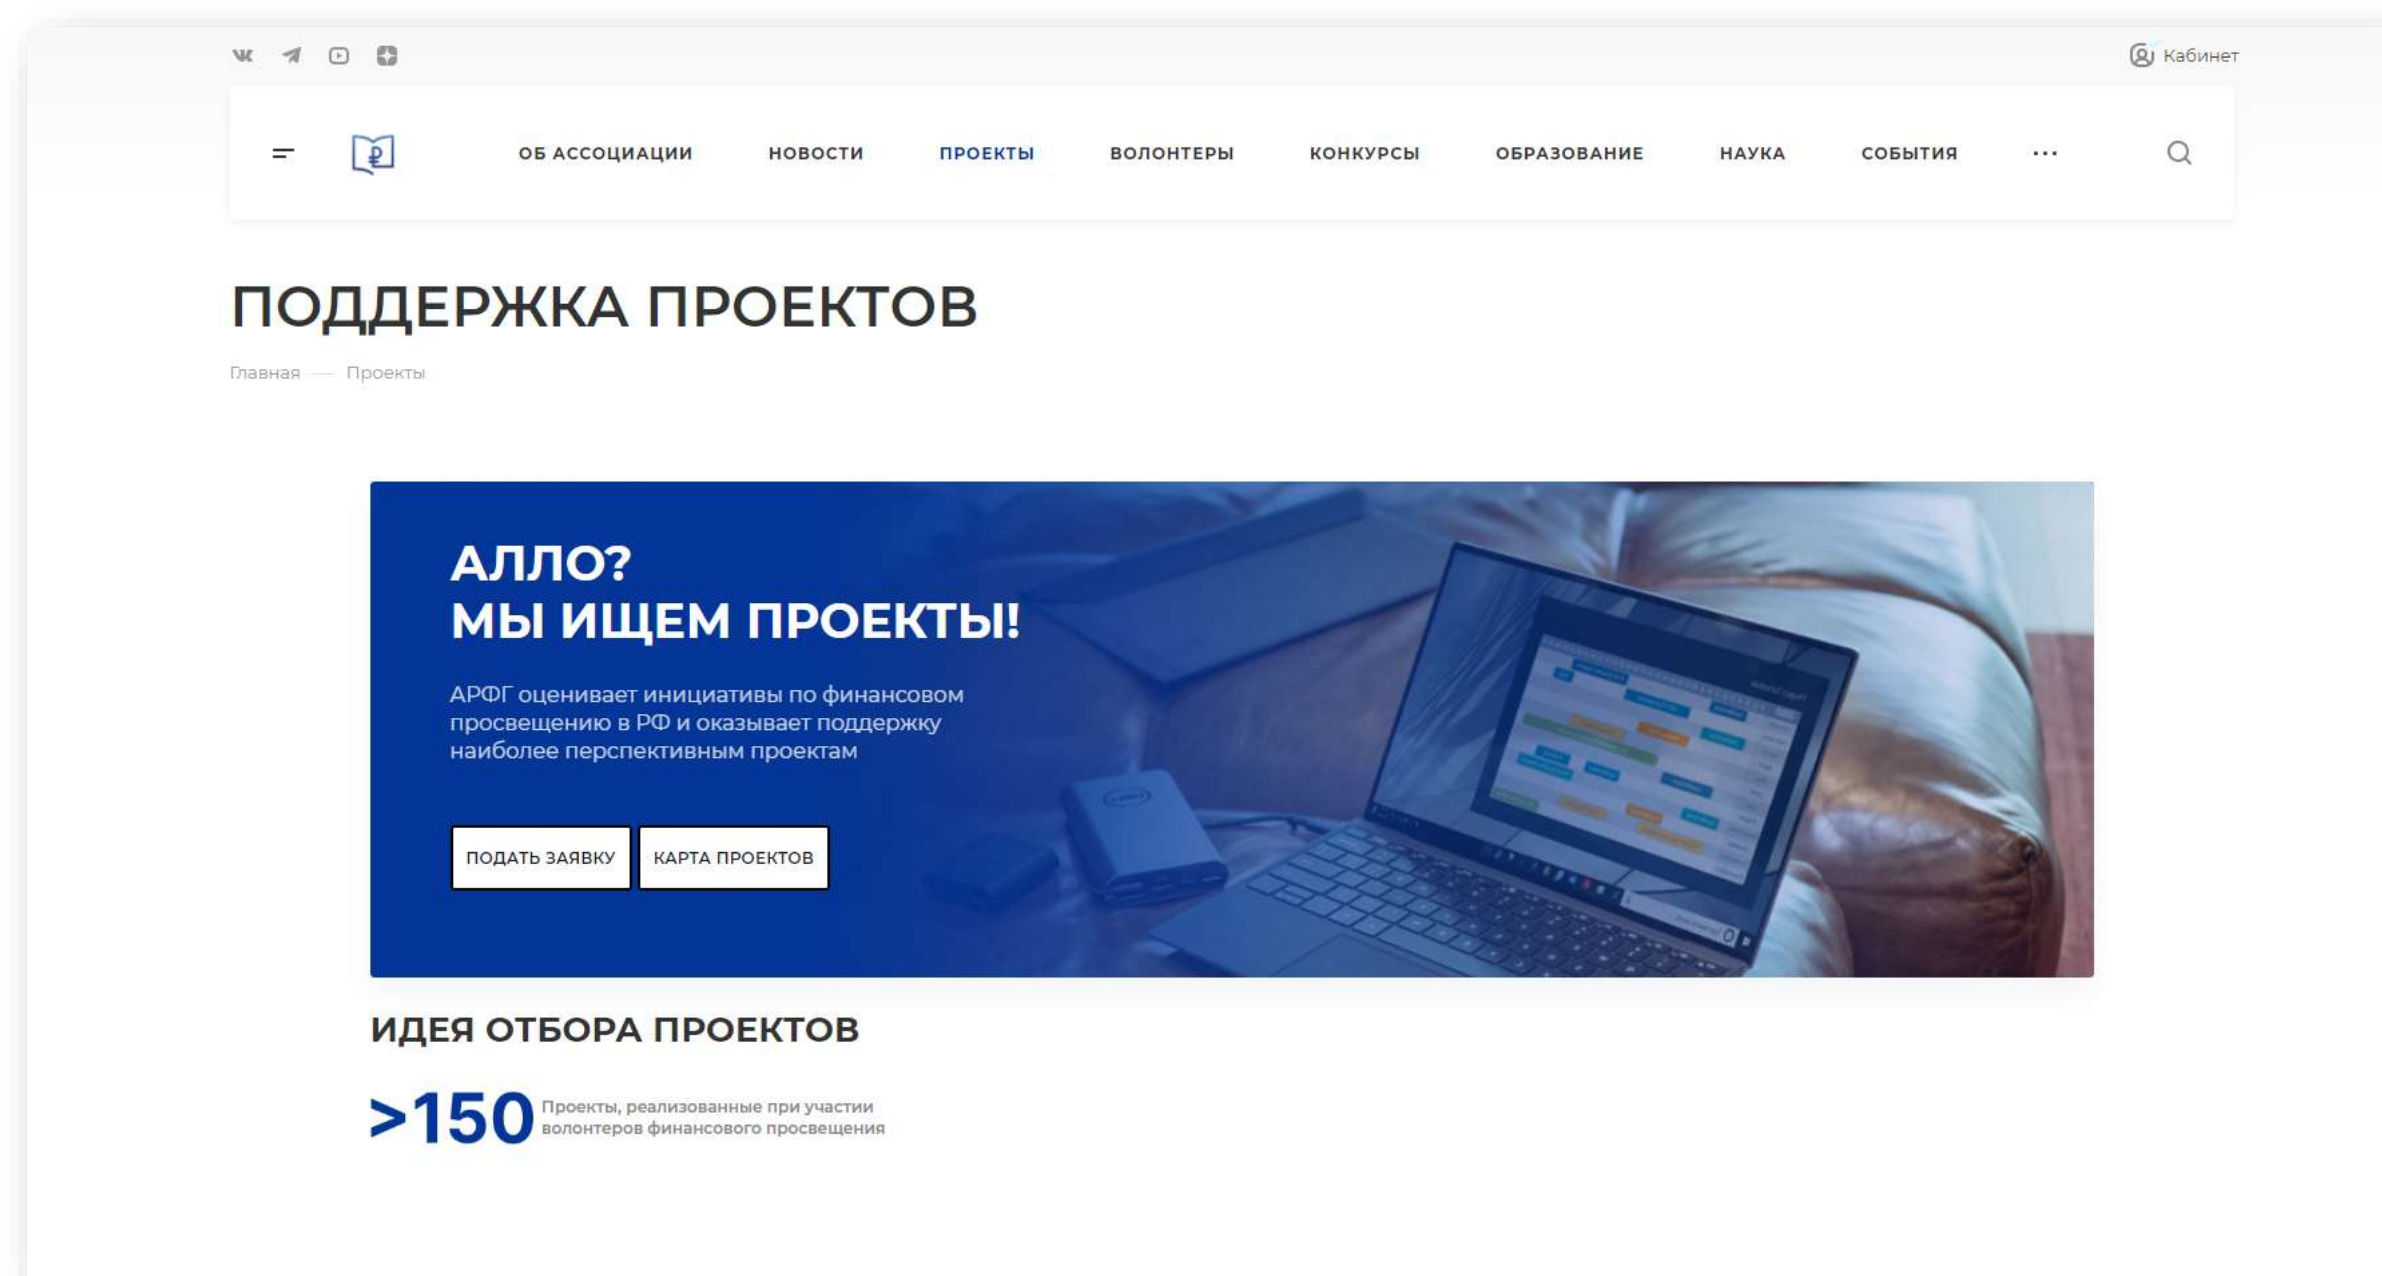 Кабинет
ОБ АССОЦИАЦИИ НОВОСТИ ПРОЕКТЫ ВОЛОНТЕРЫ КОНКУРСЫ ОБРАЗОВАНИЕ НАУКА СОБЫТИЯ ...
ПОДДЕРЖКА ПРОЕКТОВ
Главная — Проекты
АЛЛО?
МЫ ИЩЕМ ПРОЕКТЫ!
АРФГ оценивает инициативы по финансовом
просвещению в РФ и оказывает поддержку
наиболее перспективным проектам
ПОДАТЬ ЗАЯВКУ КАРТА ПРОЕКТОВ
ИДЕЯ ОТБОРА ПРОЕКТОВ
>150 Проекты, реализованные при участии
волонтеров финансового просвещения